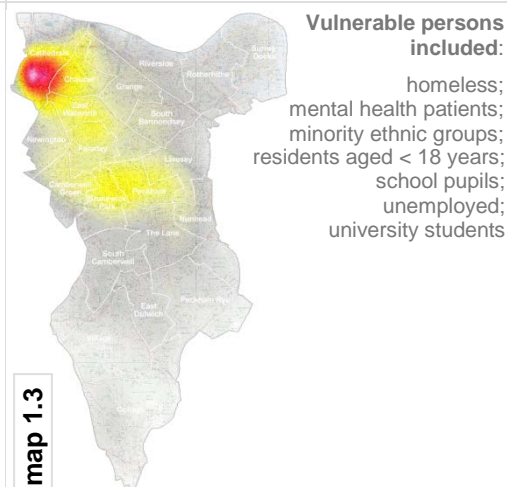 Vulnerable persons
included:
homeless;
mental health patients;
minority ethnic groups;
residents aged < 18 years;
school pupils;
unemployed;
university students
Cathedrals
Riverside
Surrey
Docks
Rotherhithe
Chaucer
Grange
East
Walworth
South
Bermondsey
Newington
Faraday
Livesey
Camberwell
Green
Brunswick
Park
Peckham
Nunhead
The Lane
South
Camberwell
Peckham Rye
East
Dulwich
Village
College
map 1.3